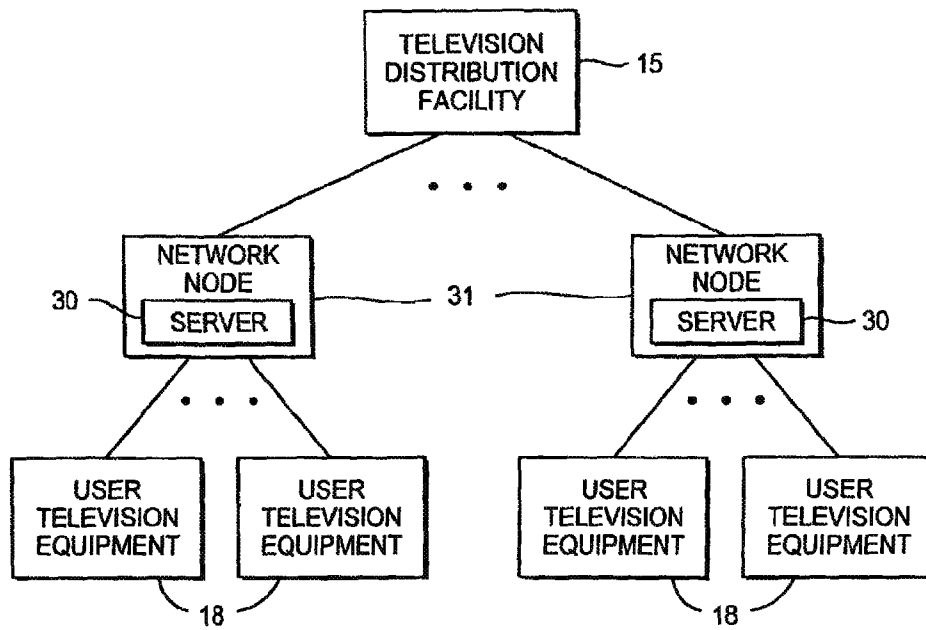 TELEVISION
DISTRIBUTION
FACILITY
15
NETWORK
NODE
30
SERVER
31
NETWORK
NODE
SERVER
30
USER
TELEVISION
EQUIPMENT
USER
TELEVISION
EQUIPMENT
18
USER
TELEVISION
EQUIPMENT
USER
TELEVISION
EQUIPMENT
18